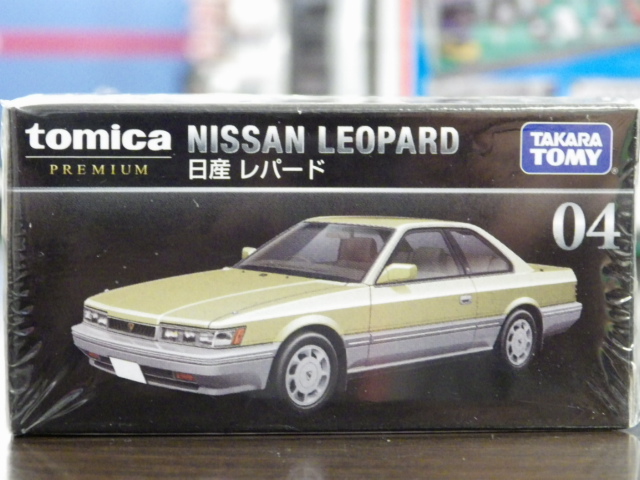 tomica
PREMIUM
NISSAN LEOPARD
日産 レパード
TAKARA
TOMY
04